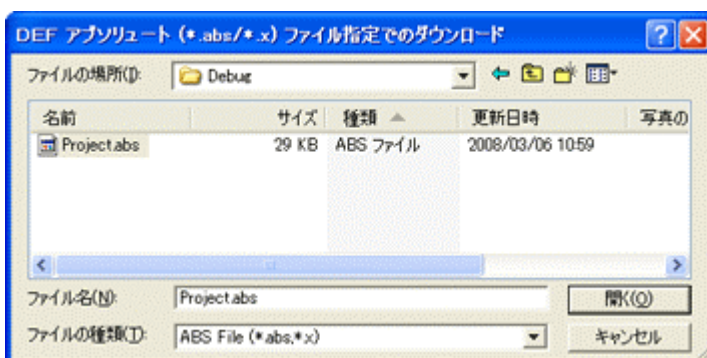 DEF アブソリュート (*.abs/*.x) ファイル指定でのダウンロード
ファイルの場所(I): Debug
名前 サイズ 種類 更新日時 写真の
Project.abs 29 KB ABS ファイル 2008/03/06 10:59
ファイル名(N): Project.abs 開く(O)
ファイルの種類(T): ABS File (*.abs,*.x) キャンセル